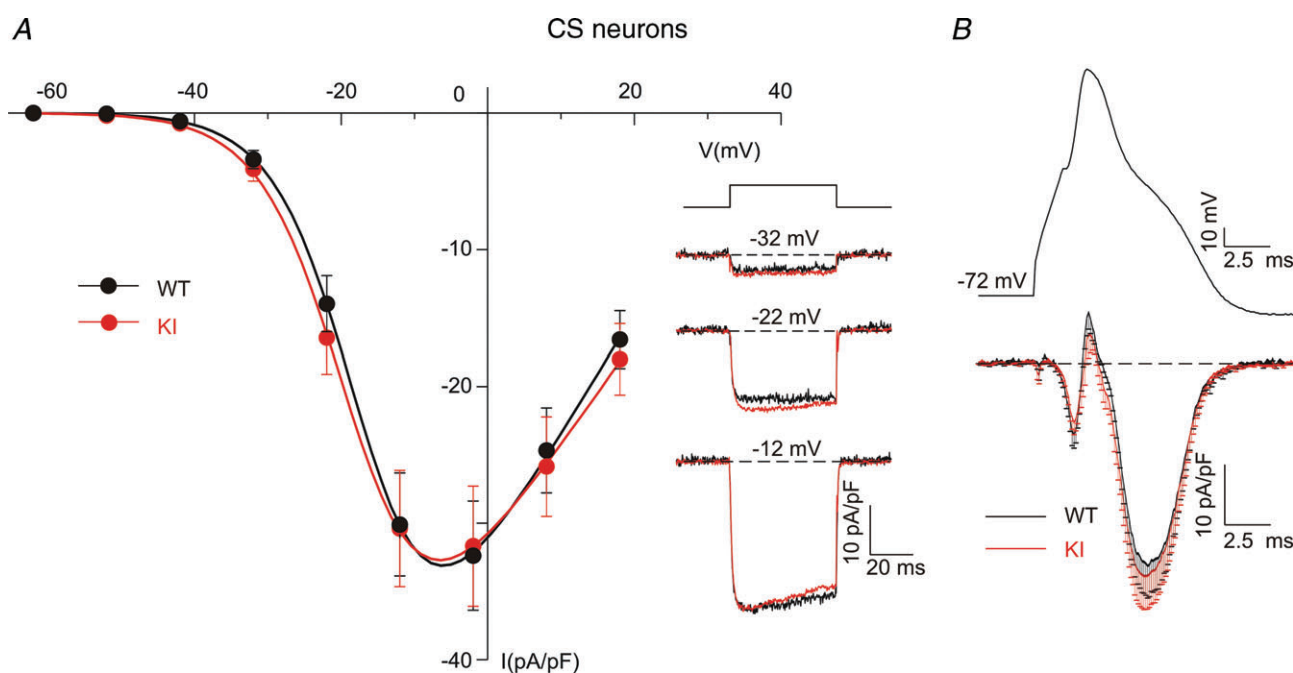 A
CS neurons
B
-60
-40
-20
0
20
40
V(mV)
-10
-20
-40
I(pA/pF)
WT
KI
-32 mV
-22 mV
-12 mV
10 pA/pF
20 ms
-72 mV
10 mV
2.5 ms
WT
KI
10 pA/pF
2.5 ms